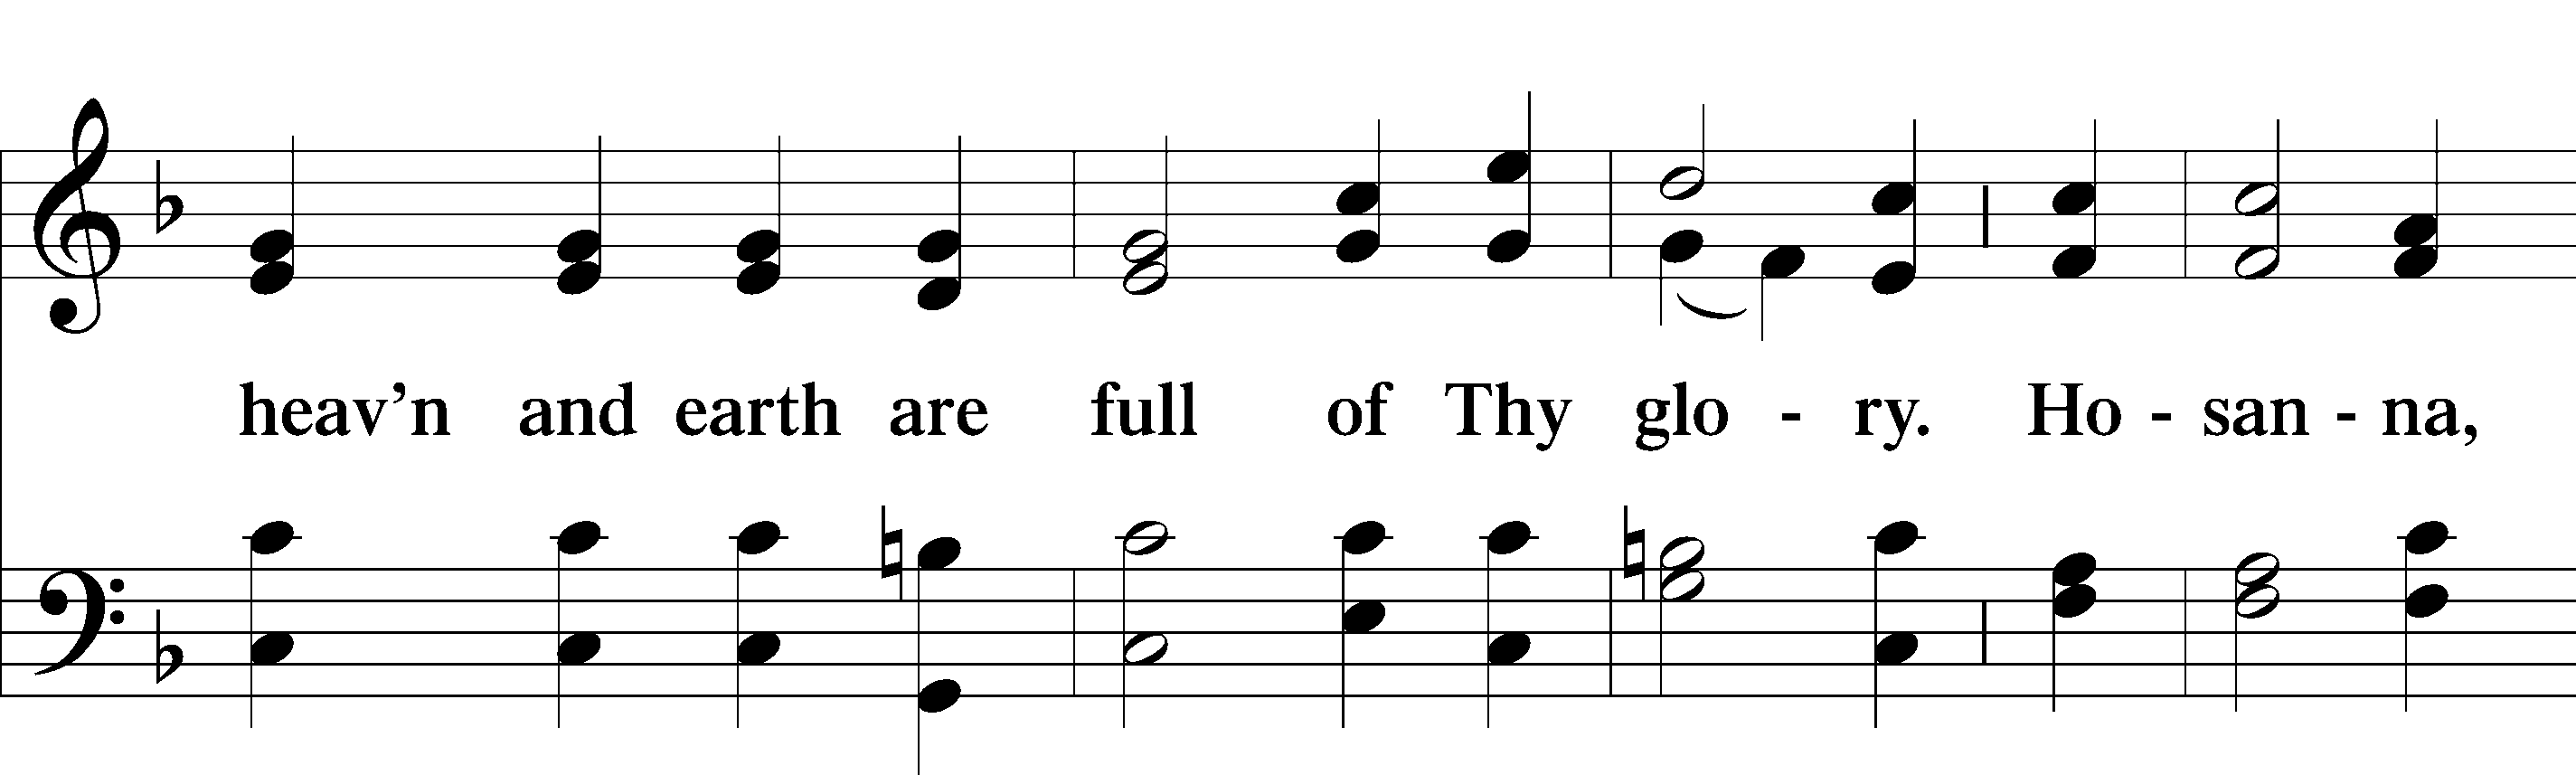 heav’n and earth are full of Thy glo - ry. Ho - san - na,